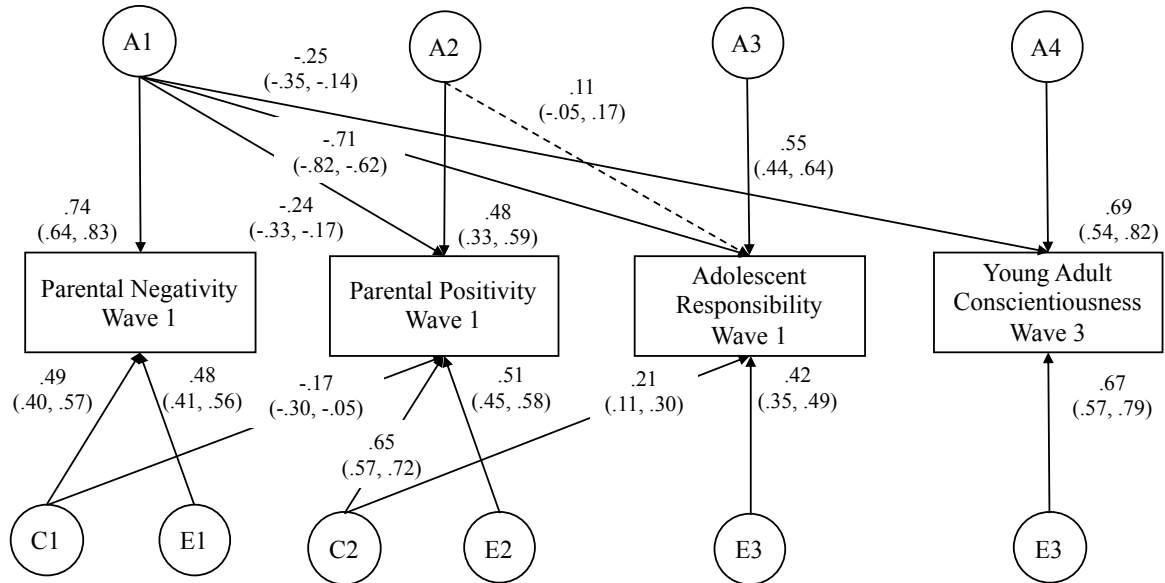 A1
A2
A3
A4
-.25
(-.35, -.14)
.11
(-.05, .17)
-.71
(-.82, -.62)
.55
(.44, .64)
.74
(.64, .83)
-.24
(-.33, -.17)
.48
(.33, .59)
.69
(.54, .82)
Parental Negativity
Wave 1
Parental Positivity
Wave 1
Adolescent
Responsibility
Wave 1
Young Adult
Conscientiousness
Wave 3
.49
(.40, .57)
.48
(.41, .56)
-.17
(-.30, -.05)
.51
(.45, .58)
.21
(.11, .30)
.42
(.35, .49)
.67
(.57, .79)
.65
(.57, .72)
C1
E1
C2
E2
E3
E3